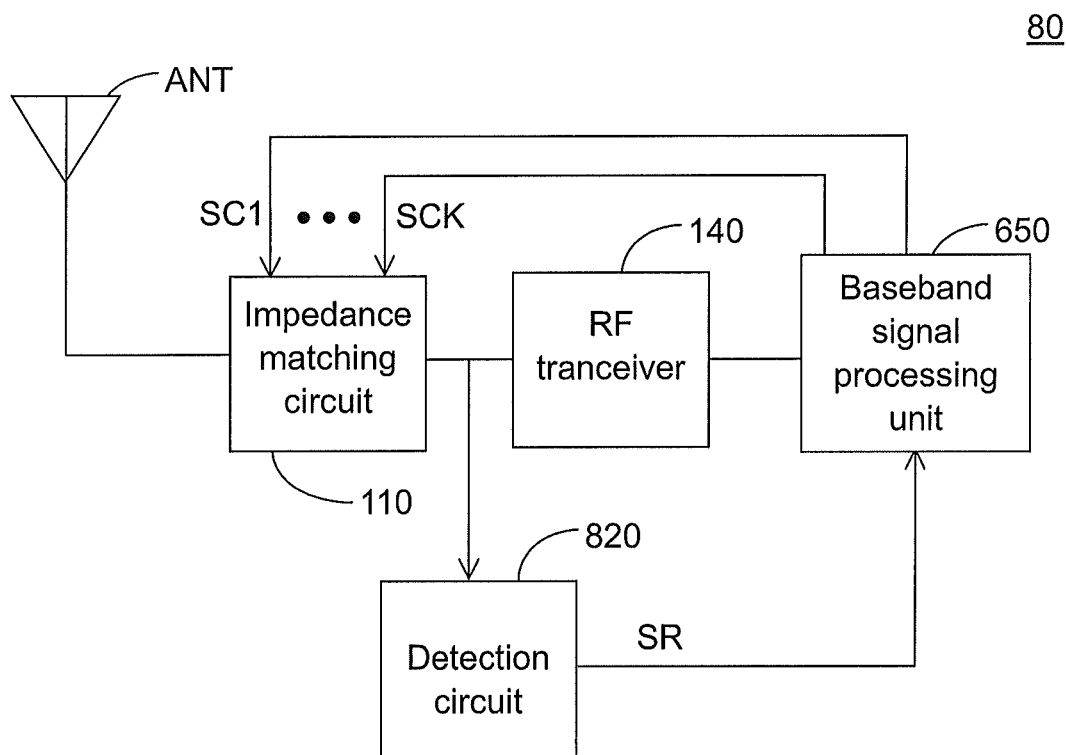 80
ANT
SC1
SCK
140
650
Impedance
matching
circuit
RF
tranceiver
Baseband
signal
processing
unit
110
820
Detection
circuit
SR